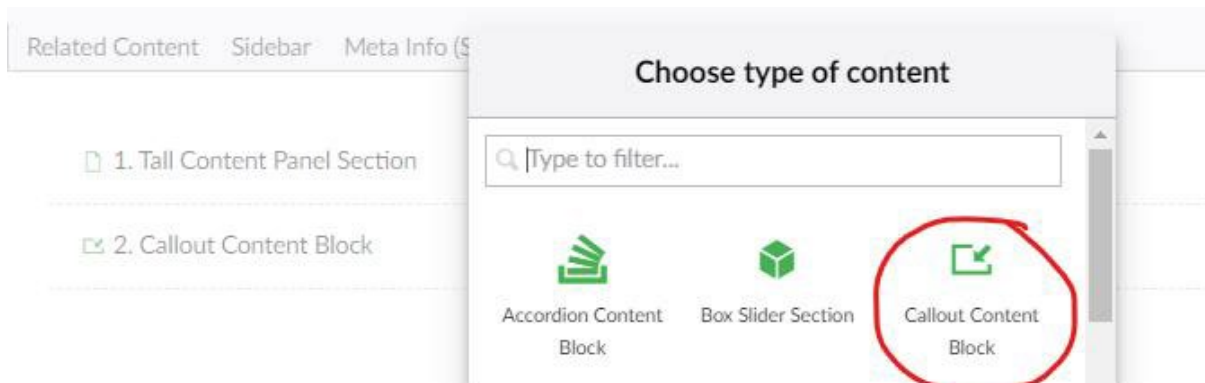 Related Content Sidebar Meta Info (S
Choose type of content
Type to filter...
1. Tall Content Panel Section
2. Callout Content Block
Accordion Content
Block
Box Slider Section
Callout Content
Block